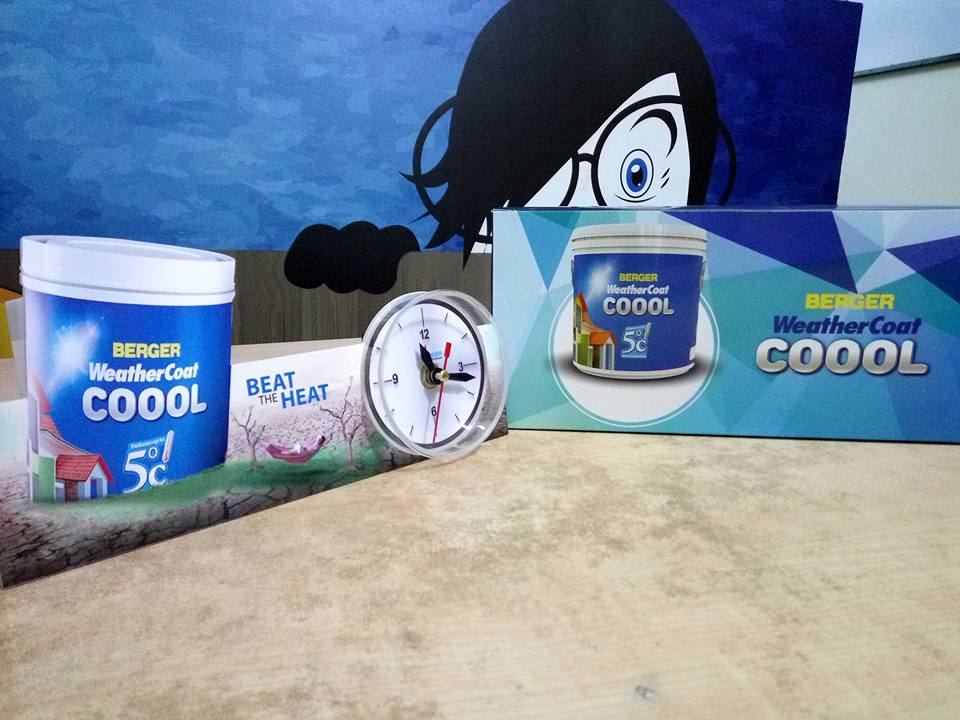 BERGER
WeatherCoat
COOOL
5°c
BEAT
THE HEAT
12
3
6
9
BERGER
WeatherCoat
COOOL
5°c
BERGER
WeatherCoat
COOOL